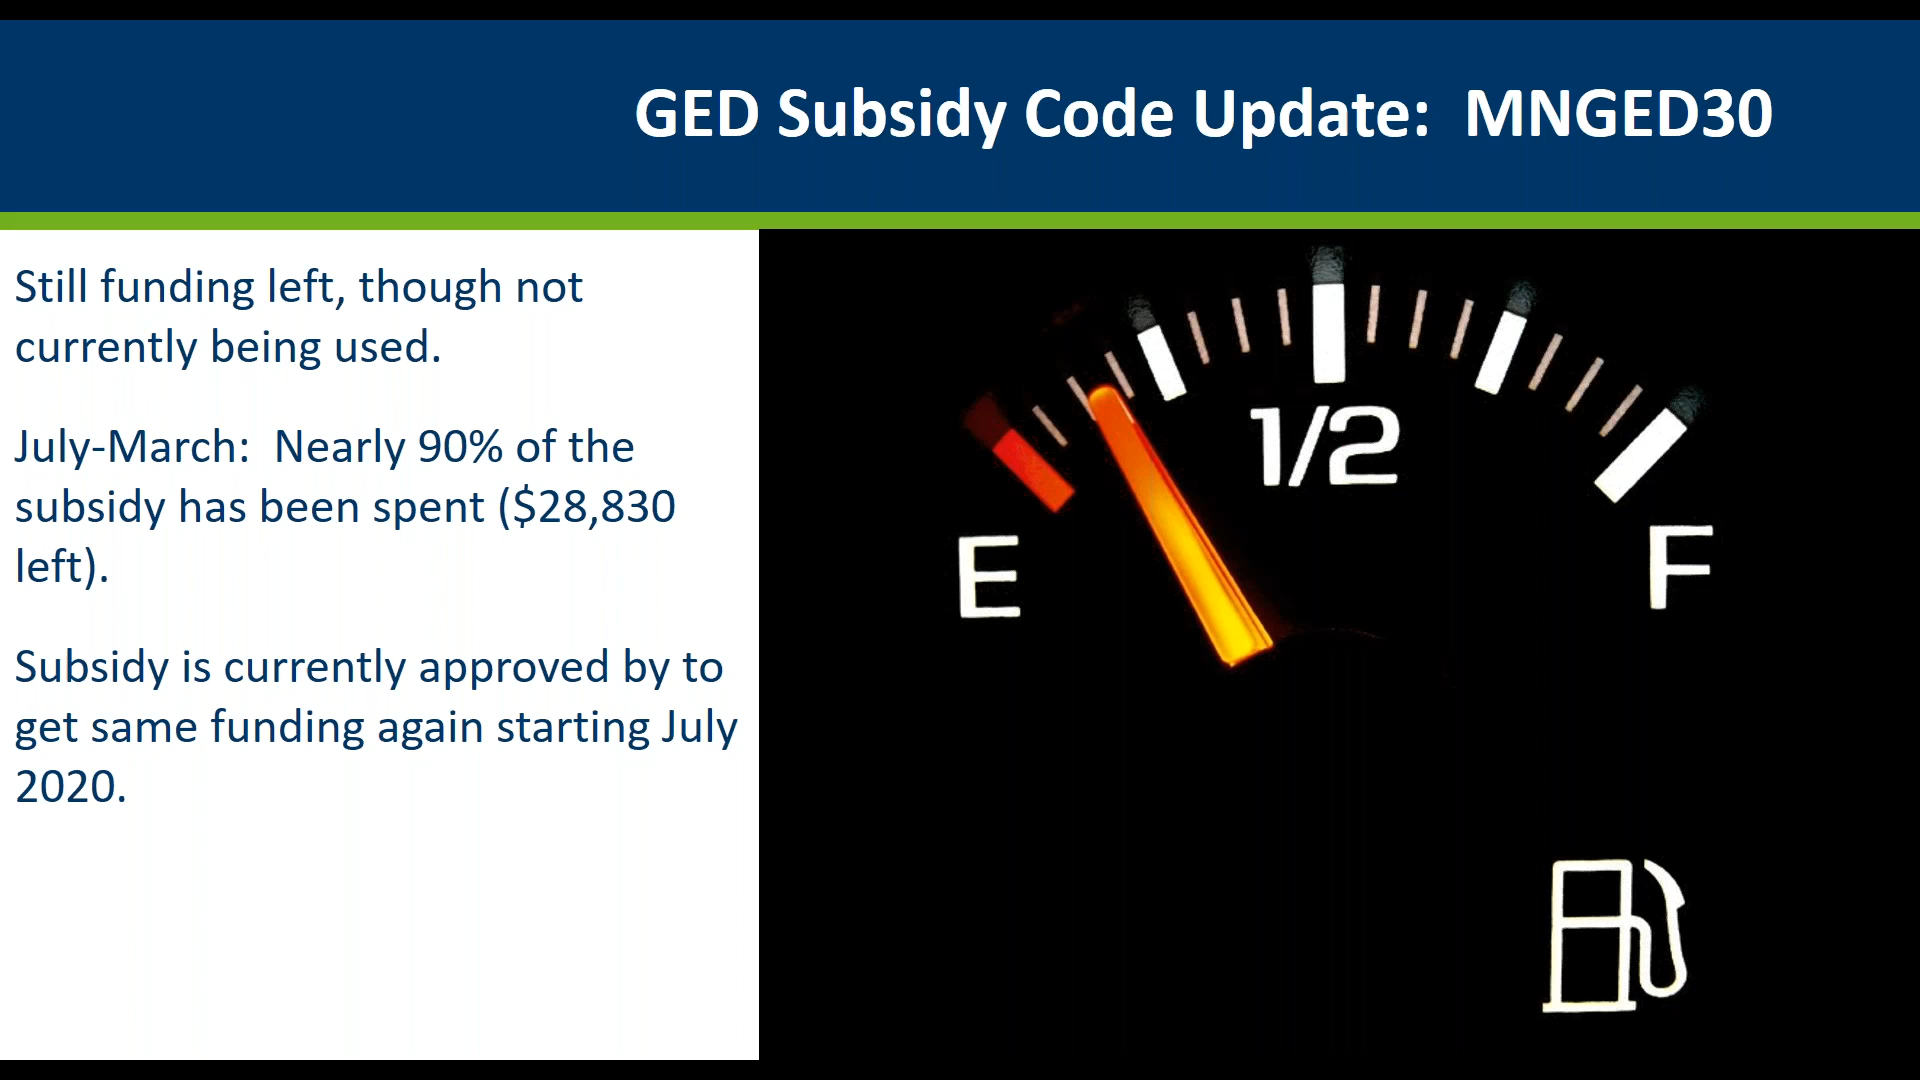 GED Subsidy Code Update:  MNGED30
Still funding left, though not
currently being used.
July-March:  Nearly 90% of the
subsidy has been spent ($28,830
left).
Subsidy is currently approved by to
get same funding again starting July
2020.
1/2
E
F